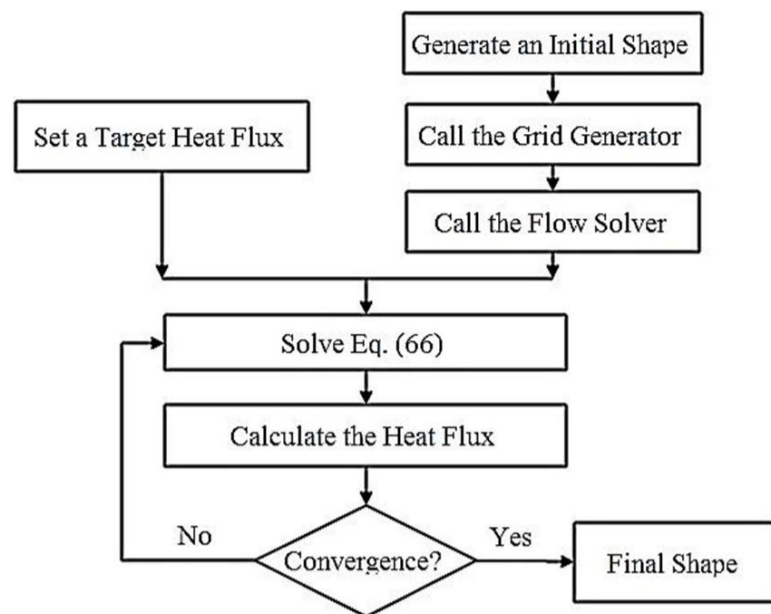 Generate an Initial Shape
Set a Target Heat Flux
Call the Grid Generator
Call the Flow Solver
Solve Eq. (66)
Calculate the Heat Flux
No
Convergence?
Yes
Final Shape